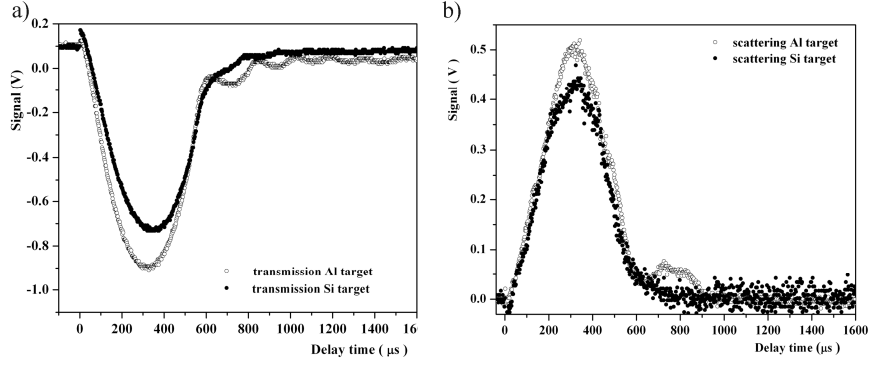 a)
0.2
0.0
-0.2
-0.4
-0.6
-0.8
-1.0
Signal (V)
transmission Al target
transmission Si target
0 200 400 600 800 1000 1200 1400 1600
Delay time ( μs )
b)
0.5
0.4
0.3
0.2
0.1
0.0
Signal ( V )
scattering Al target
scattering Si target
0 200 400 600 800 1000 1200 1400 1600
Delay time (μs )